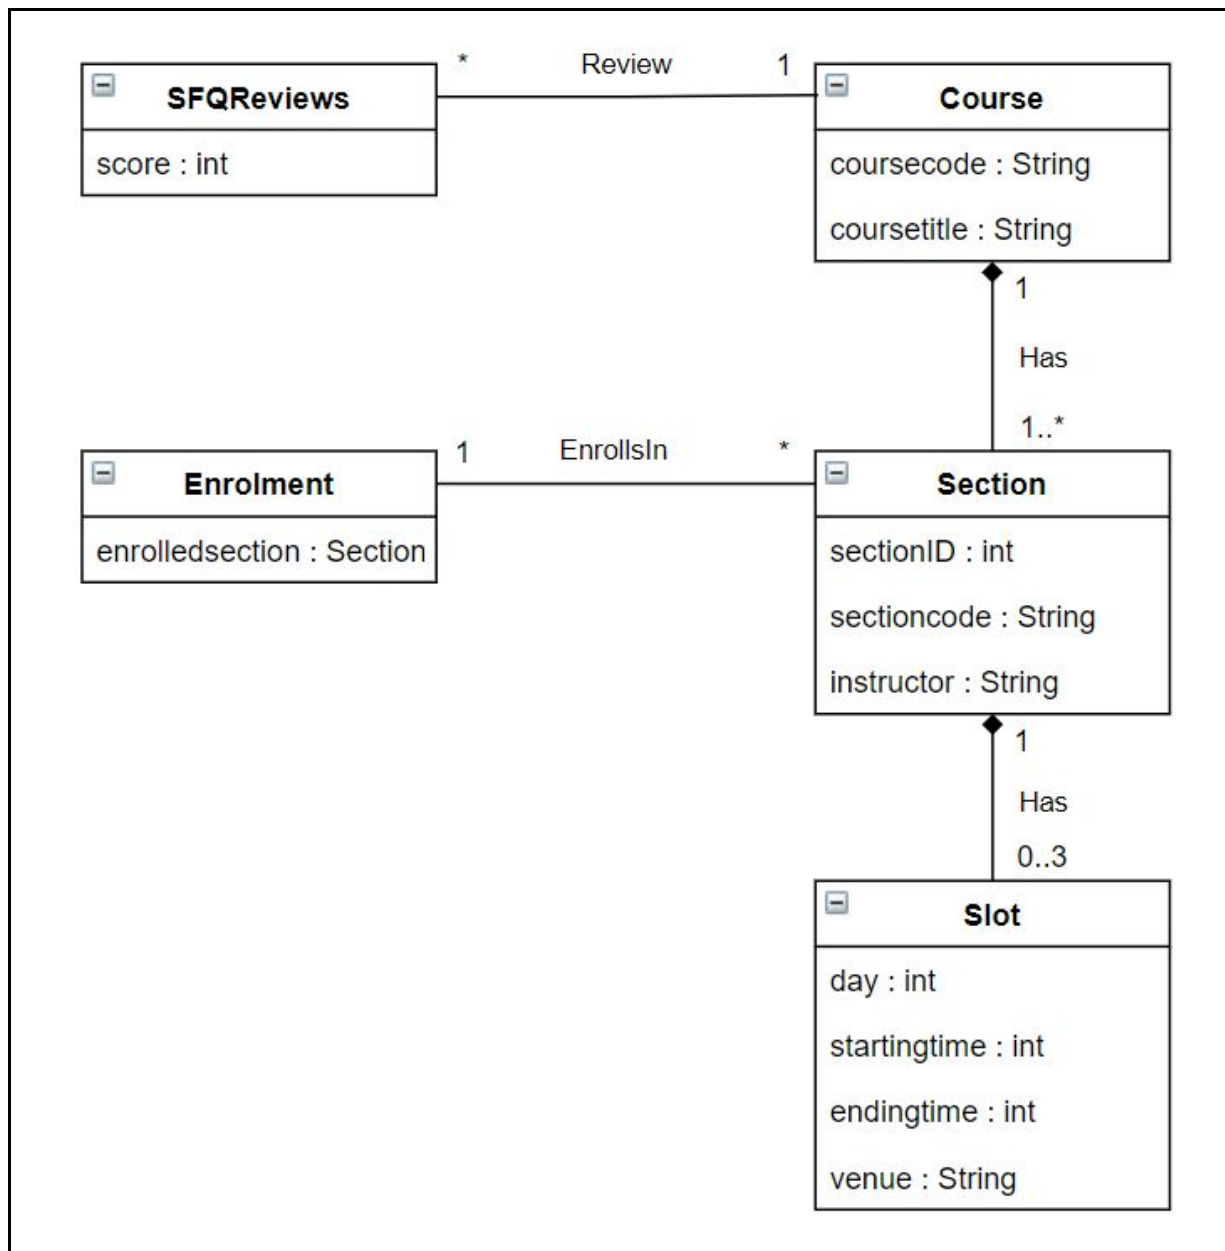 * Review 1
SFQReviews
score : int
Course
coursecode : String
coursetitle : String
1
Has
1..*
1 EnrollsIn *
Enrolment
enrolledsection : Section
Section
sectionID : int
sectioncode : String
instructor : String
1
Has
0..3
Slot
day : int
startingtime : int
endingtime : int
venue : String